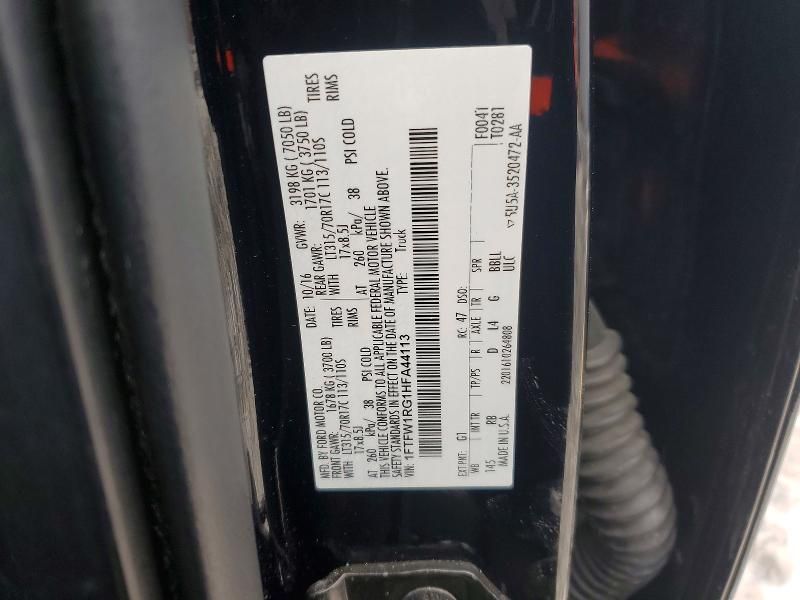 MFD. BY FORD MOTOR CO. DATE: 10/16 GVWR: 3198 KG ( 7050 LB)
FRONT GAWR: 1678 KG ( 3700 LB) REAR GAWR: 1701 KG ( 3750 LB)
WITH LT315/70R17C 113/110S TIRES WITH LT315/70R17C 113/110S TIRES
17x8.5J RIMS 17x8.5J RIMS
AT 260 kPa/ 38 PSI COLD AT 260 kPa/ 38 PSI COLD
THIS VEHICLE CONFORMS TO ALL APPLICABLE FEDERAL MOTOR VEHICLE
SAFETY STANDARDS IN EFFECT ON THE DATE OF MANUFACTURE SHOWN ABOVE.
VIN: 1FTFW1RG1HFA44113 TYPE: Truck
EXT PNT: G1 RC: 47 DSO: F0041
WB INT TR TP/PS R AXLE TR SPR T0281
145 RB D L4 G BBLL
MADE IN U.S.A. 2201610264808 ULC
5U5A-3520472-AA